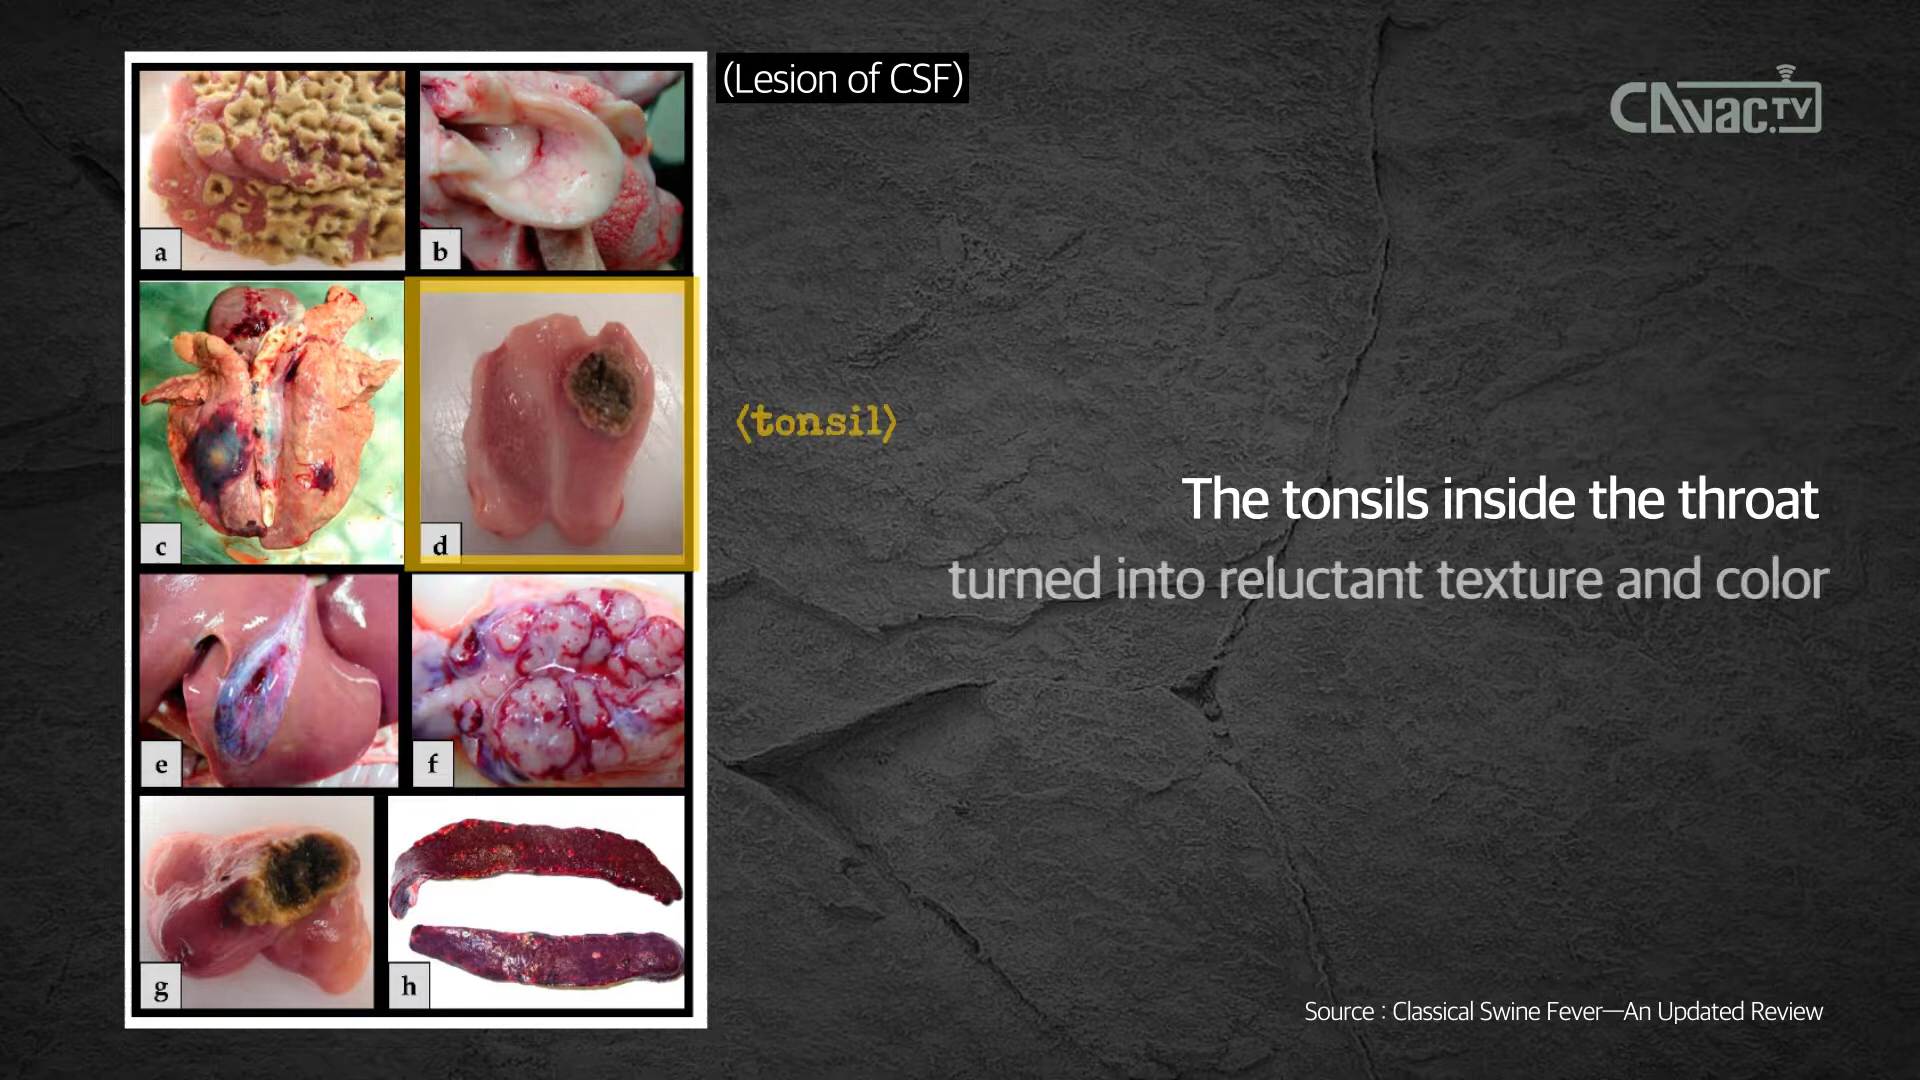 (Lesion of CSF)
CAvac.TV
a
b
c
d
<tonsil>
The tonsils inside the throat
turned into reluctant texture and color
e
f
g
h
Source : Classical Swine Fever—An Updated Review